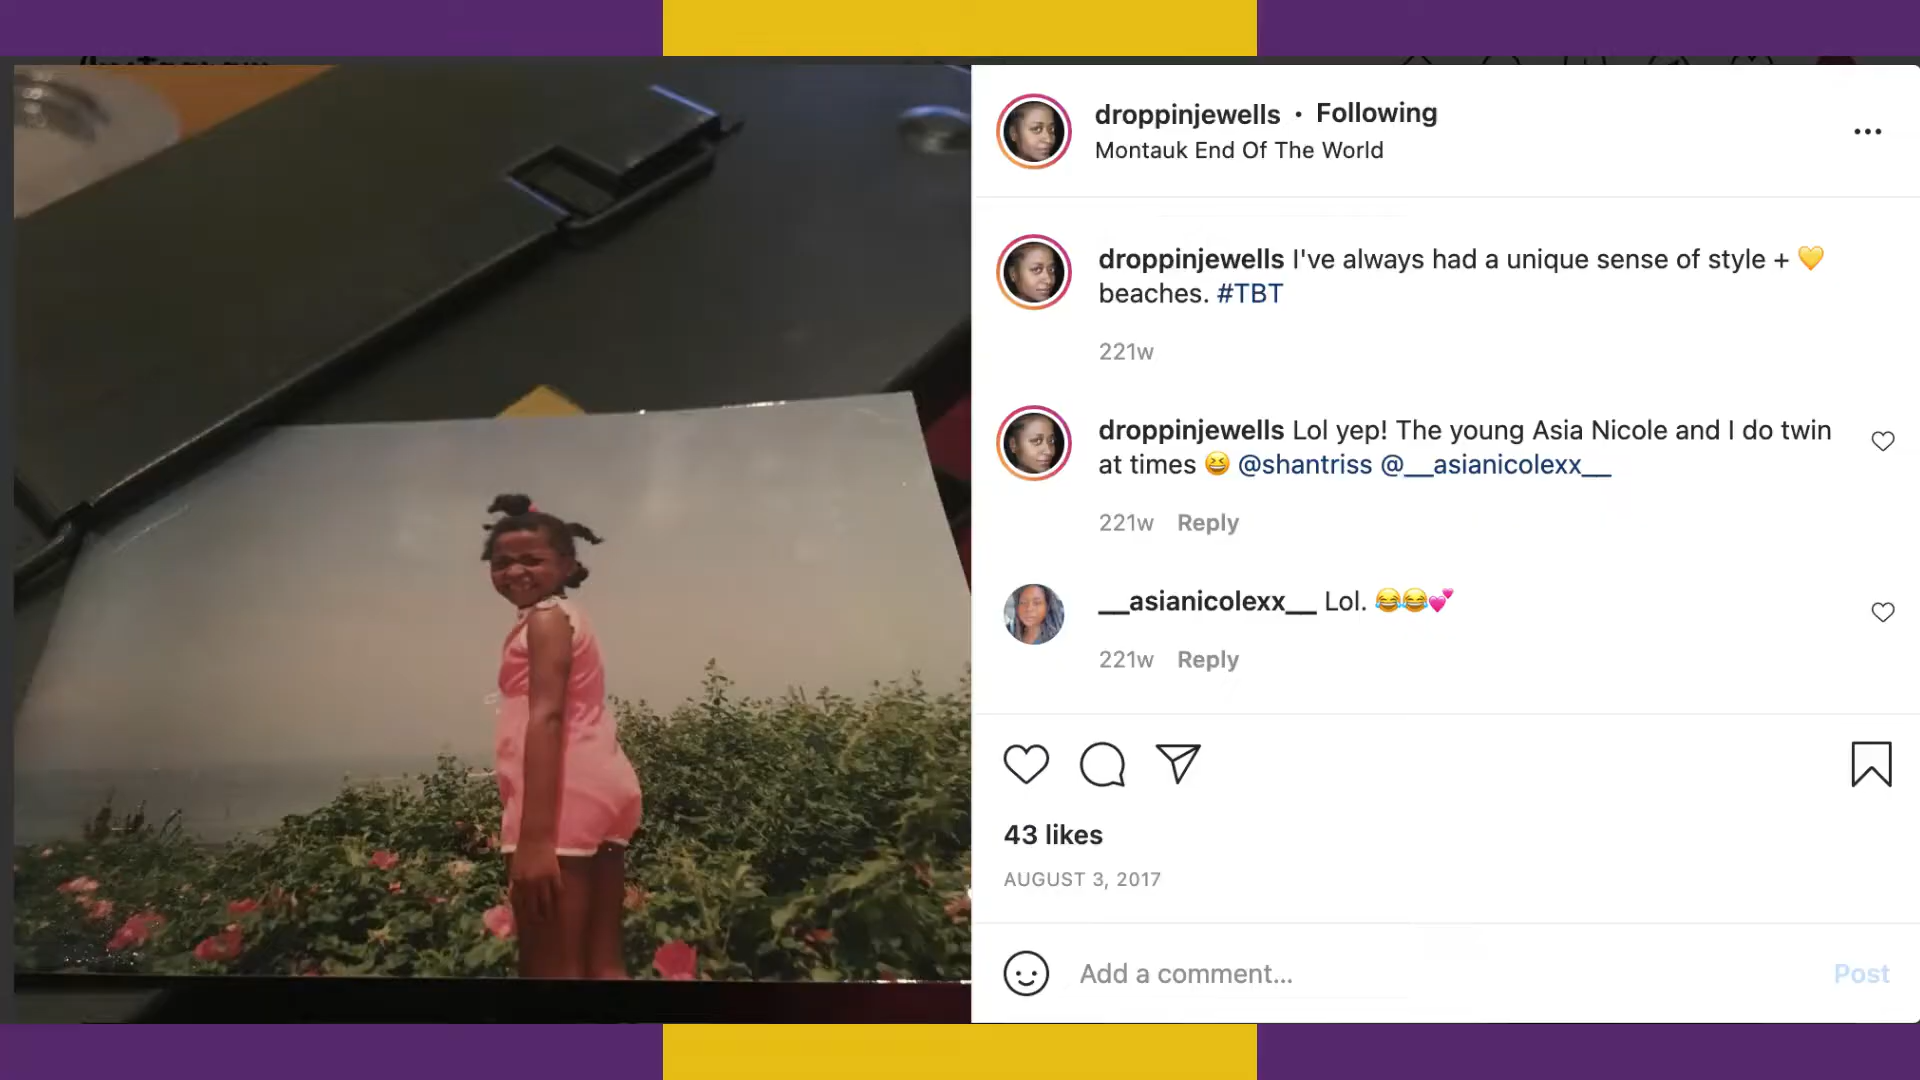 droppinjewells • Following
Montauk End Of The World
droppinjewells I've always had a unique sense of style + 💛
beaches. #TBT
221w
droppinjewells Lol yep! The young Asia Nicole and I do twin
at times 😆 @shantriss @__asianicolexx__
221w Reply
__asianicolexx__ Lol. 😂😂💕
221w Reply
43 likes
AUGUST 3, 2017
Add a comment...
Post